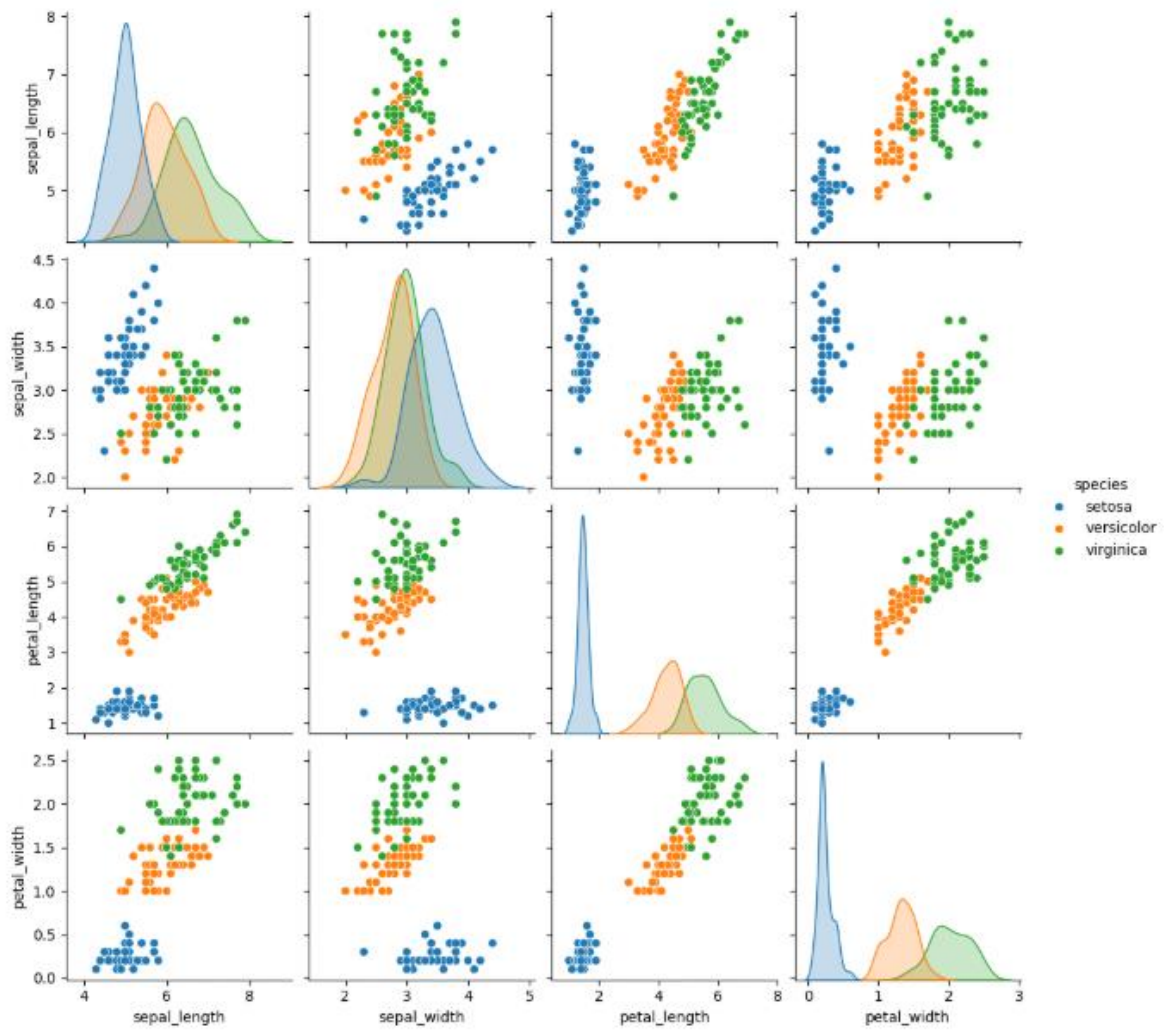 8
7
6
5
sepal_length
4.5
4.0
3.5
3.0
2.5
2.0
sepal_width
species
setosa
versicolor
virginica
7
6
5
4
3
2
1
petal_length
2.5
2.0
1.5
1.0
0.5
0.0
petal_width
4 6 8 2 3 4 5 2 4 6 8 0 1 2 3
sepal_length sepal_width petal_length petal_width